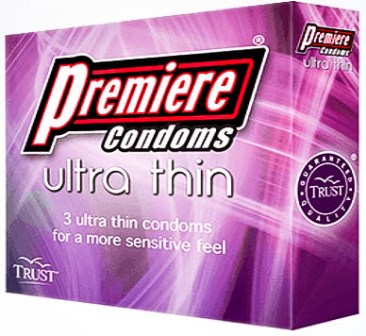 Premiere®
Condoms
ultra thin
3 ultra thin condoms
for a more sensitive feel
TRUST
Premiere®
Condoms
ultra thin
GUARANTEED
TRUST
QUALITY